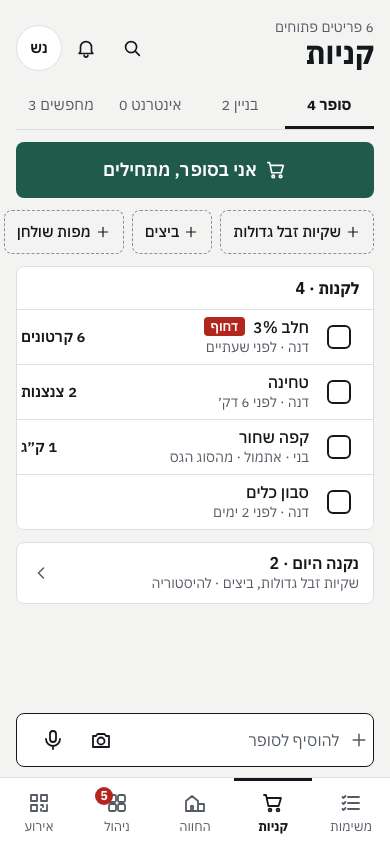 6 פריטים פתוחים
קניות
נש
סופר 4
בניין 2
אינטרנט 0
מחפשים 3
אני בסופר, מתחילים
+ שקיות זבל גדולות
+ ביצים
+ מפות שולחן
לקנות · 4
חלב 3% דחוף
6 קרטונים
דנה · לפני שעתיים
טחינה
2 צנצנות
דנה · לפני 6 דק׳
קפה שחור
1 ק״ג
בני · אתמול · מהסוג הגס
סבון כלים
דנה · לפני 2 ימים
נקנה היום · 2
שקיות זבל גדולות, ביצים · להיסטוריה
+ להוסיף לסופר
משימות
קניות
החווה
5
ניהול
אירוע